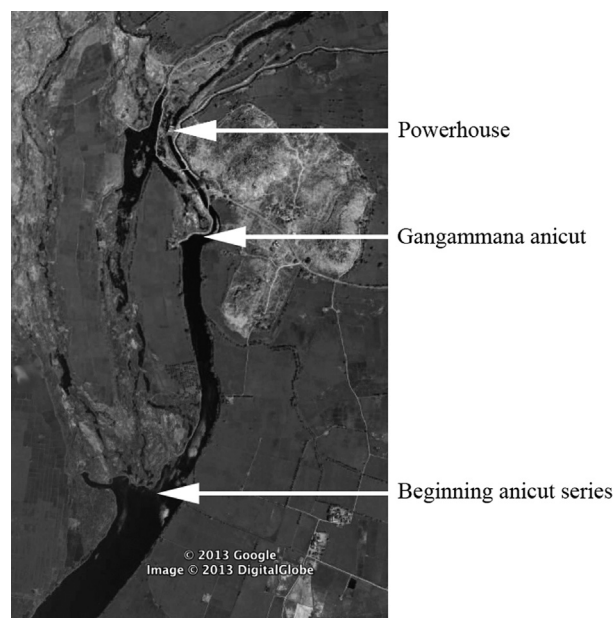 Powerhouse
Gangammana anicut
Beginning anicut series
© 2013 Google
Image © 2013 DigitalGlobe